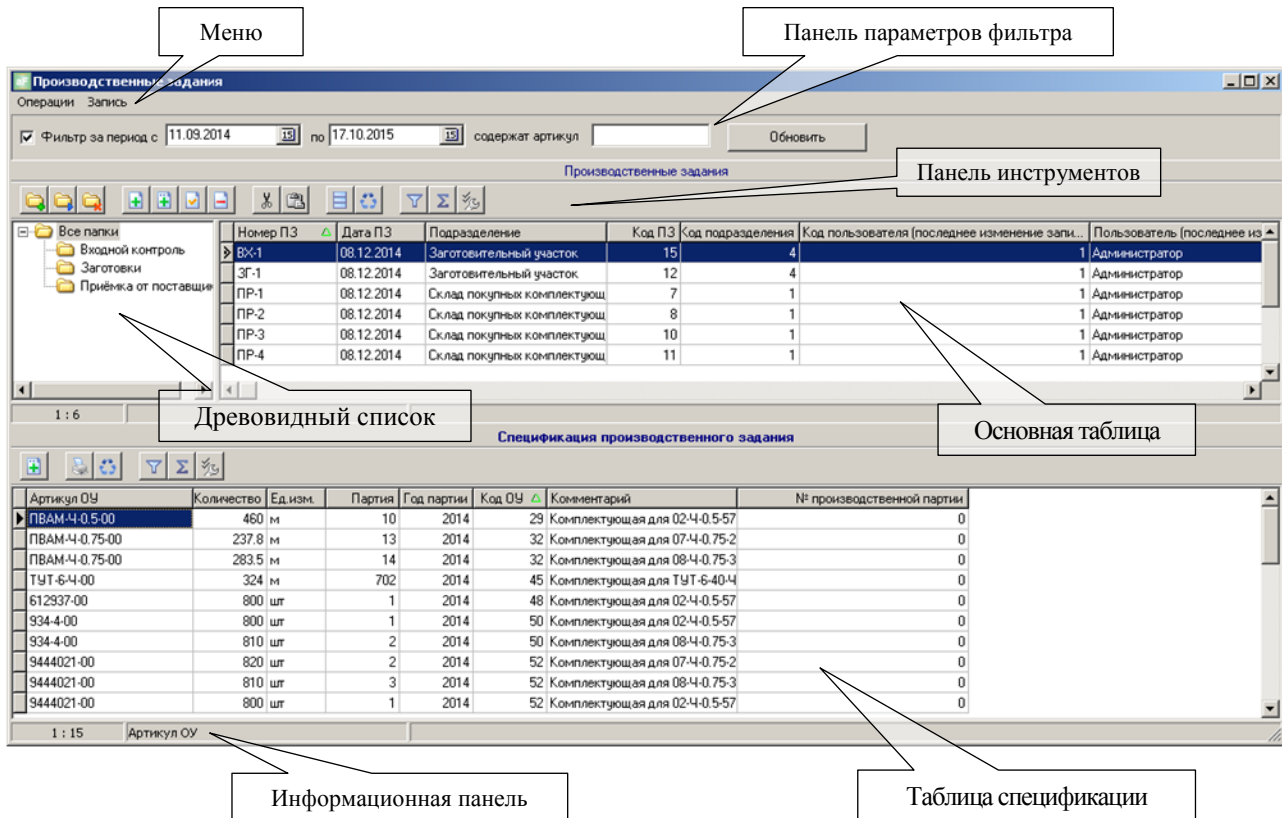 Меню
Панель параметров фильтра
Производственные задания
Операции Запись
Фильтр за период с 11.09.2014 15 по 17.10.2015 15 содержат артикул Обновить
Производственные задания
Панель инструментов
Все папки
Входной контроль
Заготовки
Приёмка от поставщик
Номер ПЗ Дата ПЗ Подразделение Код ПЗ Код подразделения Код пользователя (последнее изменение запи... Пользователь (последнее из
ВХ-1 08.12.2014 Заготовительный участок 15 4 1 Администратор
ЗГ-1 08.12.2014 Заготовительный участок 12 4 1 Администратор
ПР-1 08.12.2014 Склад покупных комплектующ 7 1 1 Администратор
ПР-2 08.12.2014 Склад покупных комплектующ 8 1 1 Администратор
ПР-3 08.12.2014 Склад покупных комплектующ 10 1 1 Администратор
ПР-4 08.12.2014 Склад покупных комплектующ 11 1 1 Администратор
1 : 6
Древовидный список
Основная таблица
Спецификация производственного задания
Артикул ОУ Количество Ед.изм. Партия Год партии Код ОУ Комментарий № производственной партии
ПВАМ-Ч-0.5-00 460 м 10 2014 29 Комплектующая для 02-Ч-0.5-57 0
ПВАМ-Ч-0.75-00 237.8 м 13 2014 32 Комплектующая для 07-Ч-0.75-2 0
ПВАМ-Ч-0.75-00 283.5 м 14 2014 32 Комплектующая для 08-Ч-0.75-3 0
ТУТ-6-Ч-00 324 м 702 2014 45 Комплектующая для ТУТ-6-40-Ч 0
612937-00 800 шт 1 2014 48 Комплектующая для 02-Ч-0.5-57 0
934-4-00 800 шт 1 2014 50 Комплектующая для 02-Ч-0.5-57 0
934-4-00 810 шт 2 2014 50 Комплектующая для 08-Ч-0.75-3 0
9444021-00 820 шт 2 2014 52 Комплектующая для 07-Ч-0.75-2 0
9444021-00 810 шт 3 2014 52 Комплектующая для 08-Ч-0.75-3 0
9444021-00 800 шт 1 2014 52 Комплектующая для 02-Ч-0.5-57 0
1 : 15 Артикул ОУ
Информационная панель
Таблица спецификации